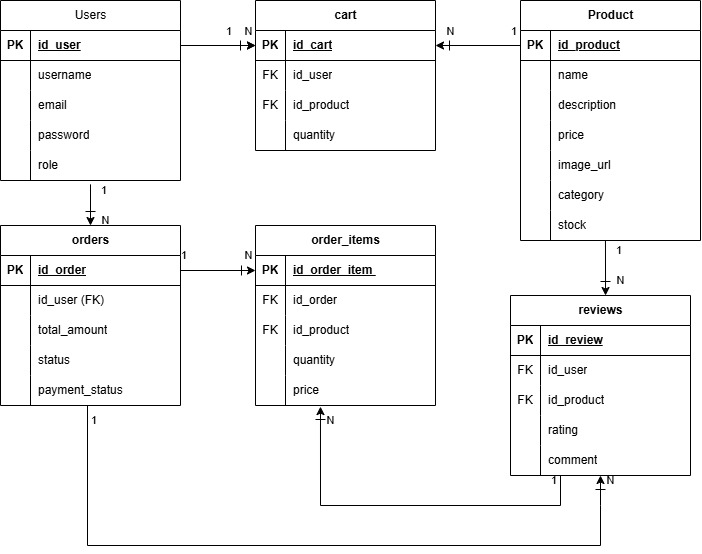 Users
PK id_user
username
email
password
role
1 N
cart
PK id_cart
FK id_user
FK id_product
quantity
N 1
Product
PK id_product
name
description
price
image_url
category
stock
1
N
orders
PK id_order
id_user (FK)
total_amount
status
payment_status
1 N
order_items
PK id_order_item
FK id_order
FK id_product
quantity
price
1
N
reviews
PK id_review
FK id_user
FK id_product
rating
comment
1
N
1 N